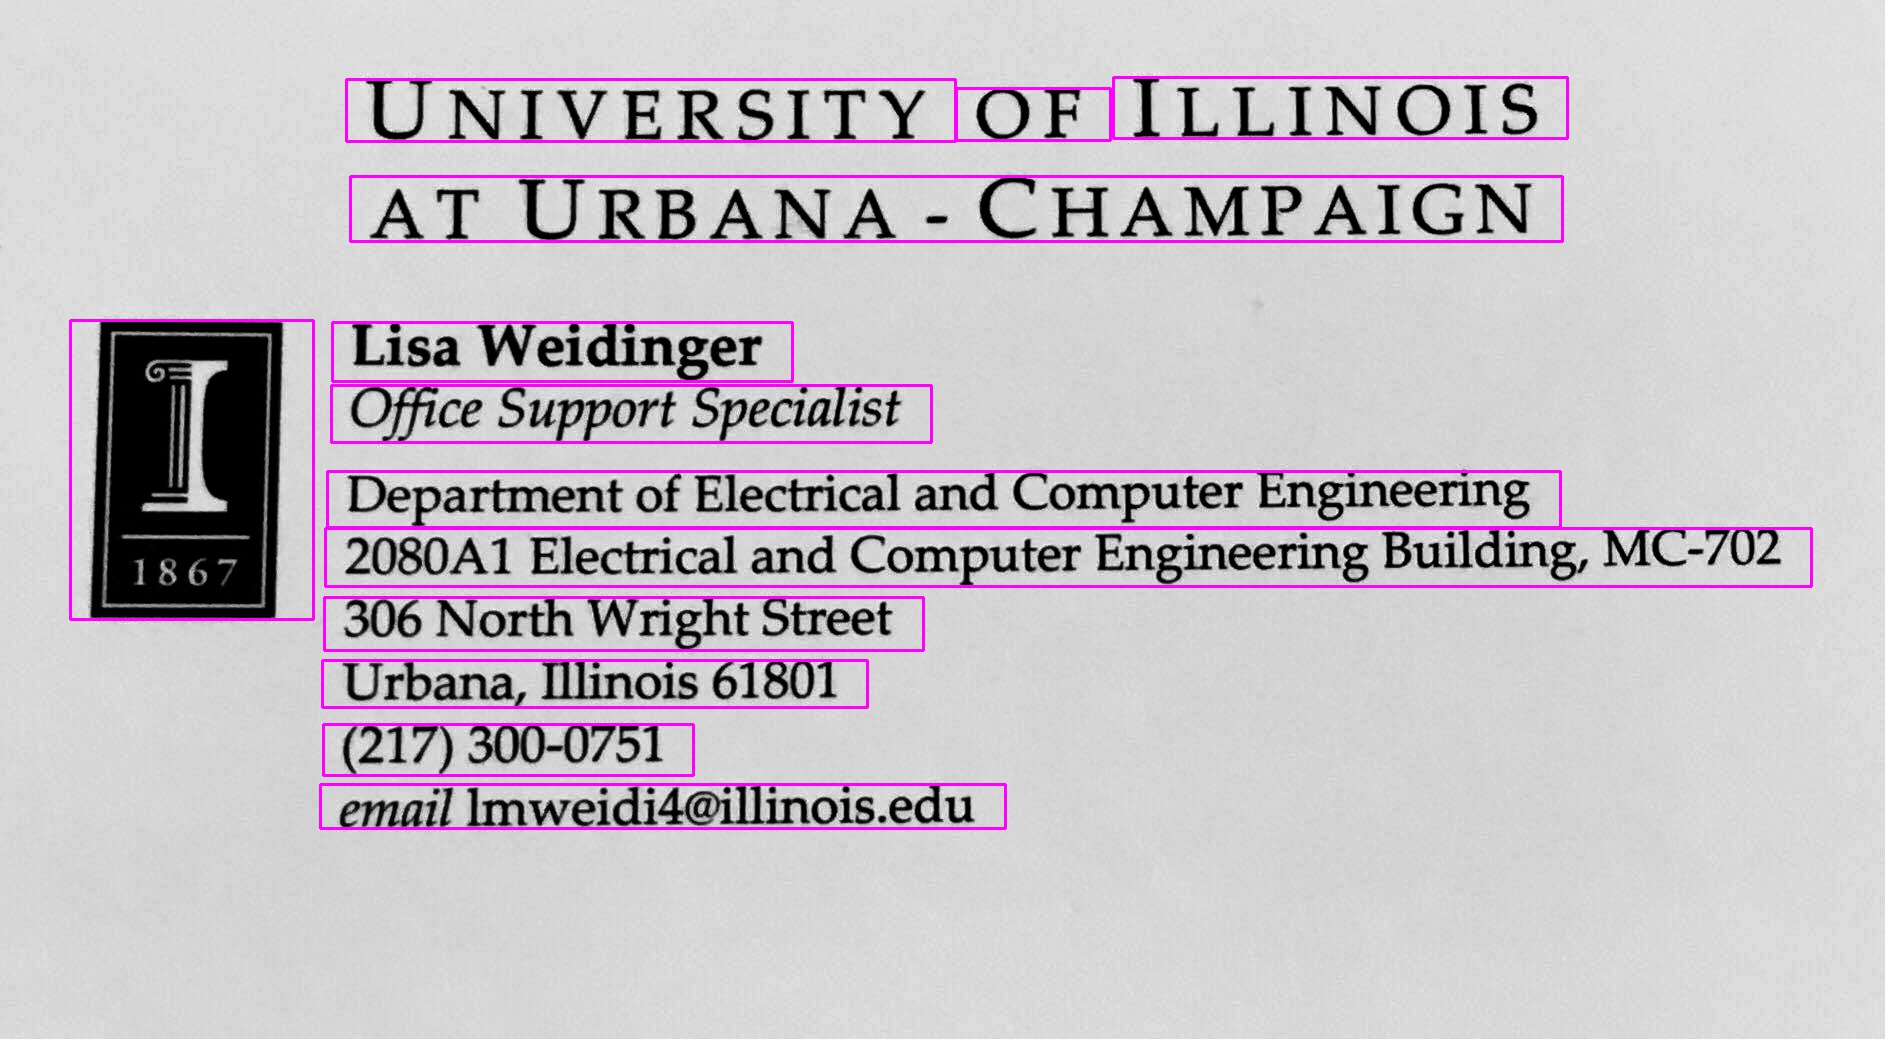 UNIVERSITY OF ILLINOIS
AT URBANA - CHAMPAIGN
I
1867
Lisa Weidinger
Office Support Specialist
Department of Electrical and Computer Engineering
2080A1 Electrical and Computer Engineering Building, MC-702
306 North Wright Street
Urbana, Illinois 61801
(217) 300-0751
email lmweidi4@illinois.edu